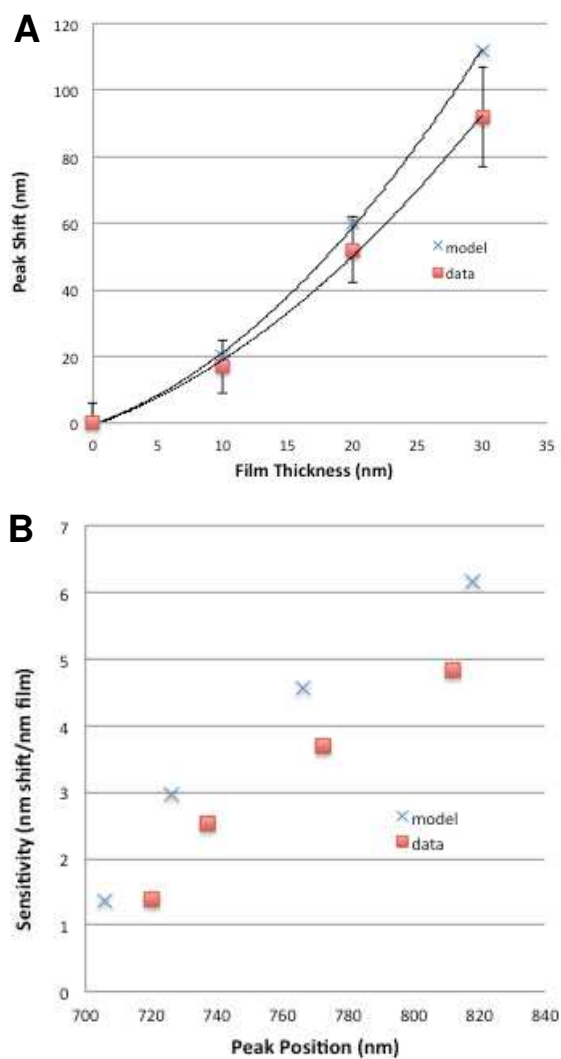 A
120
100
80
60
40
20
0
Peak Shift (nm)
model
data
0 5 10 15 20 25 30 35
Film Thickness (nm)
B
7
6
5
4
3
2
1
0
Sensitivity (nm shift/nm film)
model
data
700 720 740 760 780 800 820 840
Peak Position (nm)